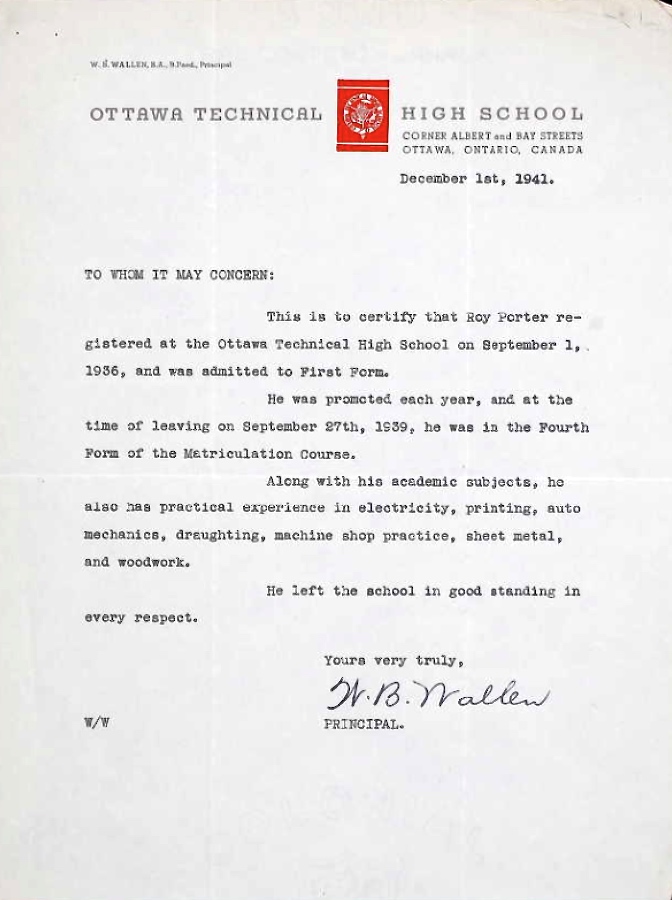 W. B. WALLEN, B.A., B.Paed., Principal
OTTAWA TECHNICAL HIGH SCHOOL
CORNER ALBERT and BAY STREETS
OTTAWA, ONTARIO, CANADA
December 1st, 1941.
TO WHOM IT MAY CONCERN:
This is to certify that Roy Porter re-
gistered at the Ottawa Technical High School on September 1,
1936, and was admitted to First Form.
He was promoted each year, and at the
time of leaving on September 27th, 1939, he was in the Fourth
Form of the Matriculation Course.
Along with his academic subjects, he
also has practical experience in electricity, printing, auto
mechanics, draughting, machine shop practice, sheet metal,
and woodwork.
He left the school in good standing in
every respect.
Yours very truly,
W. B. Wallen
W/W PRINCIPAL.